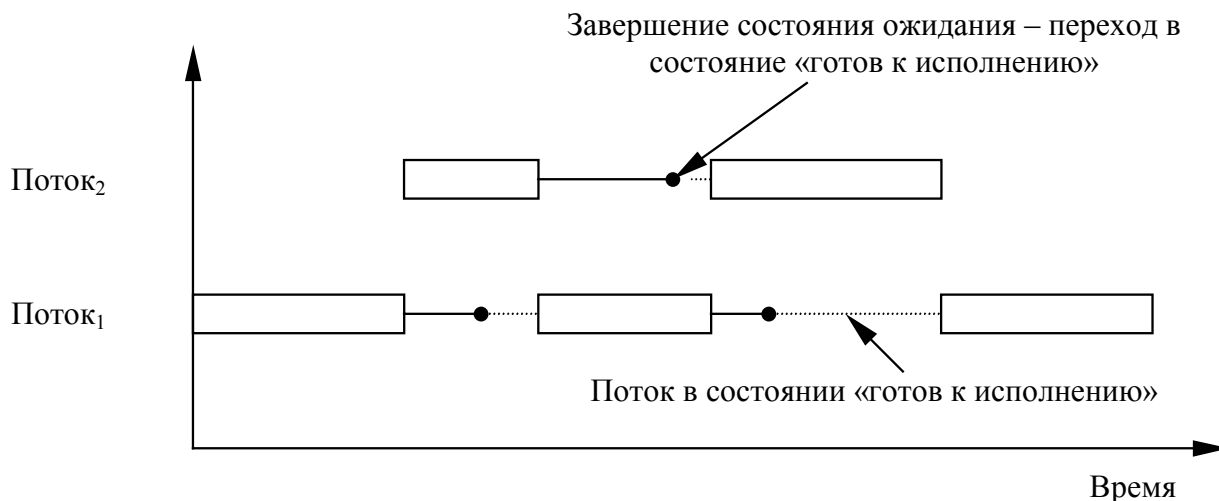 Завершение состояния ожидания – переход в
состояние «готов к исполнению»
Поток₂
Поток₁
Поток в состоянии «готов к исполнению»
Время